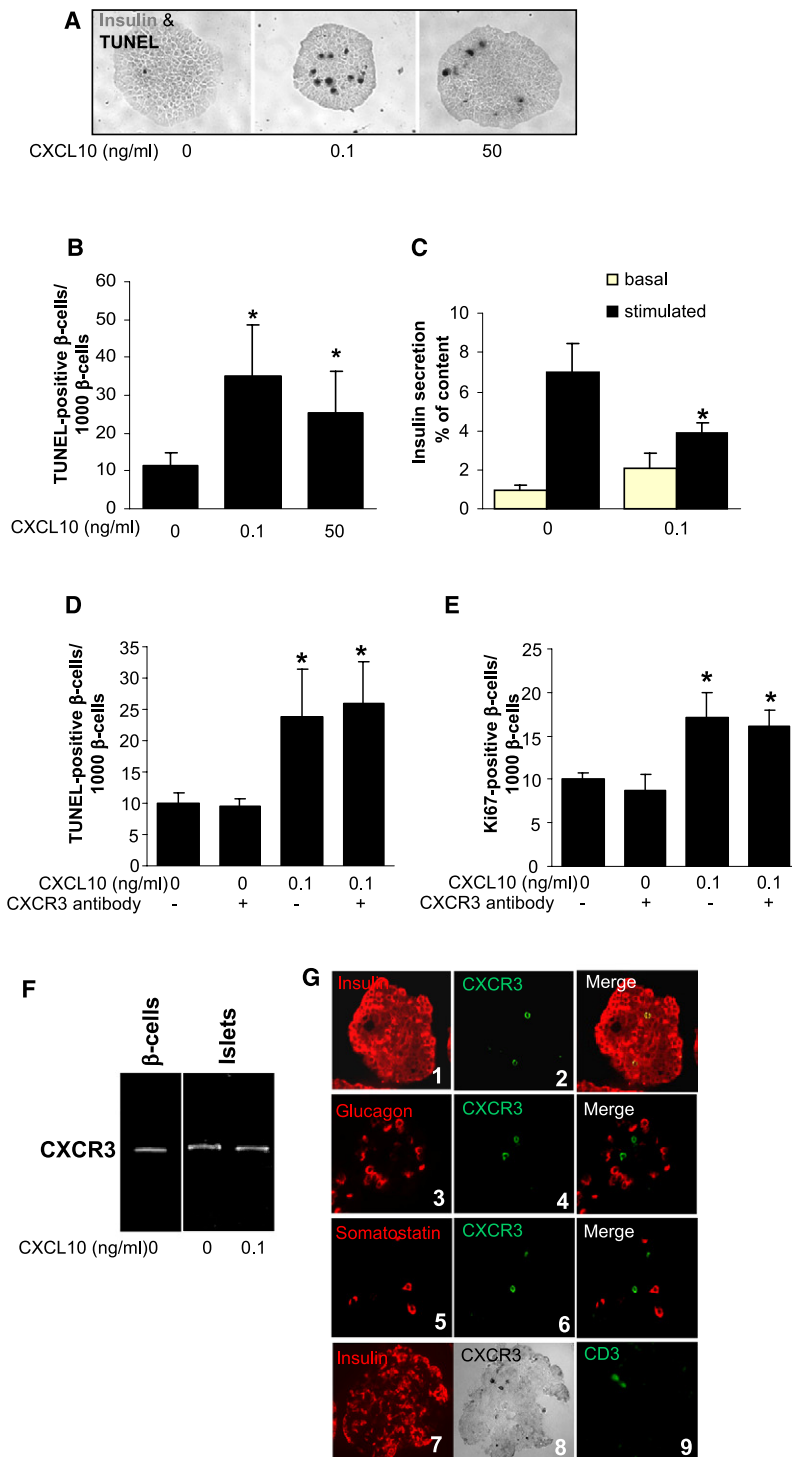 A
Insulin &
TUNEL
CXCL10 (ng/ml) 0 0.1 50
B
TUNEL-positive β-cells/
1000 β-cells
60
50
40
30
20
10
0
* *
CXCL10 (ng/ml) 0 0.1 50
C
basal
stimulated
Insulin secretion
% of content
10
8
6
4
2
0
*
0 0.1
D
TUNEL-positive β-cells/
1000 β-cells
35
30
25
20
15
10
5
0
* *
CXCL10 (ng/ml) 0 0 0.1 0.1
CXCR3 antibody - + - +
E
Ki67-positive β-cells/
1000 β-cells
25
20
15
10
5
0
* *
CXCL10 (ng/ml) 0 0 0.1 0.1
CXCR3 antibody - + - +
F
β-cells Islets
CXCR3
CXCL10 (ng/ml) 0 0 0.1
G
Insulin CXCR3 Merge
1 2
Glucagon CXCR3 Merge
3 4
Somatostatin CXCR3 Merge
5 6
Insulin CXCR3 CD3
7 8 9